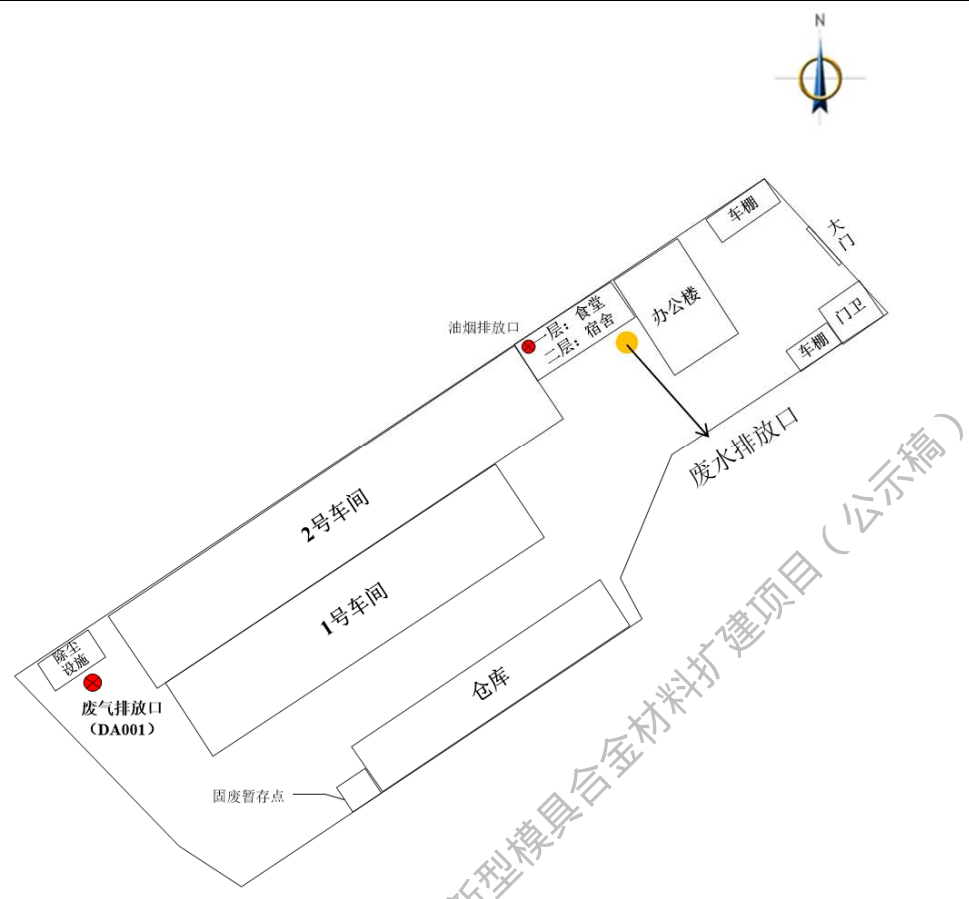 N
车棚
大门
办公楼
门卫
车棚
油烟排放口
一层：食堂
二层：宿舍
废水排放口
2号车间
1号车间
除尘
设施
废气排放口
（DA001）
仓库
固废暂存点
新型模具合金材料扩建项目（公示稿）